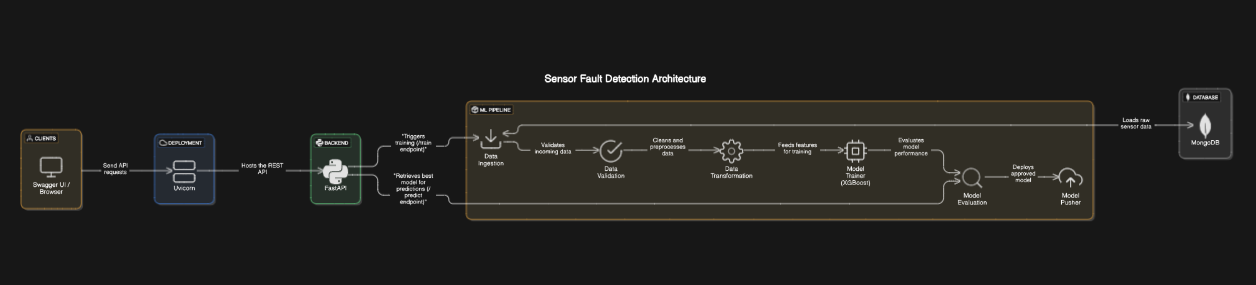 Sensor Fault Detection Architecture
CLIENTS
Swagger UI /
Browser
Send API
requests
DEPLOYMENT
Uvicorn
Hosts the REST
API
BACKEND
FastAPI
"Triggers
training (/train
endpoint)"
"Retrieves best
model for
predictions (/
predict
endpoint)"
ML PIPELINE
Data
Ingestion
Validates
incoming data
Data
Validation
Cleans and
preprocesses
data
Data
Transformation
Feeds features
for training
Model
Trainer
(XGBoost)
Evaluates
model
performance
Model
Evaluation
Deploys
approved
model
Model
Pusher
Loads raw
sensor data
DATABASE
MongoDB